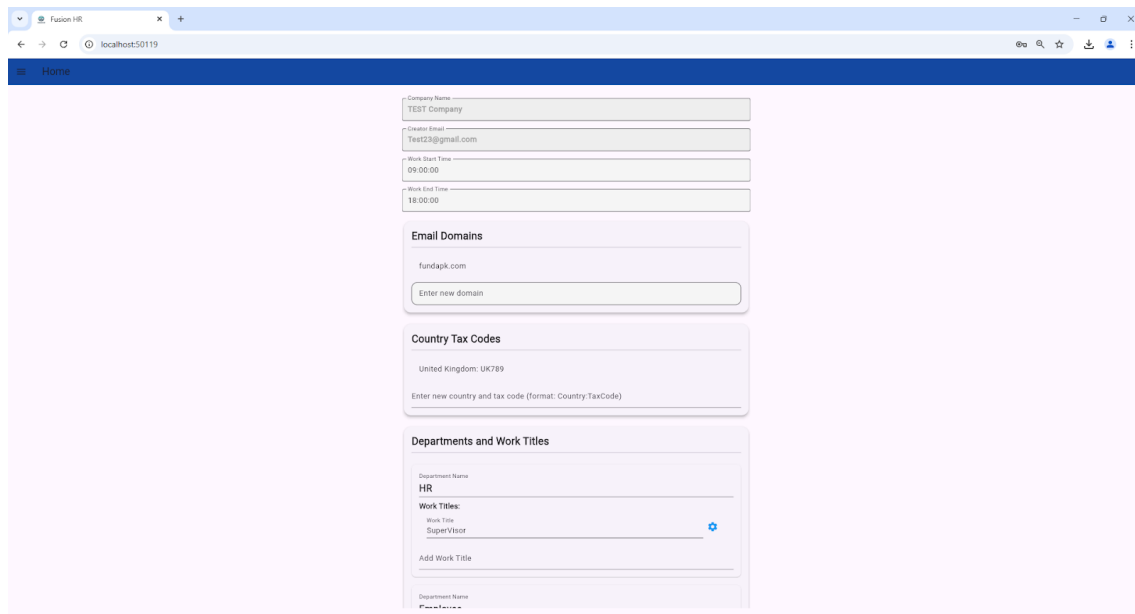 Fusion HR
localhost:50119
Home
Company Name
TEST Company
Creator Email
Test23@gmail.com
Work Start Time
09:00:00
Work End Time
18:00:00
Email Domains
fundapk.com
Enter new domain
Country Tax Codes
United Kingdom: UK789
Enter new country and tax code (format: Country:TaxCode)
Departments and Work Titles
Department Name
HR
Work Titles:
Work Title
SuperVisor
Add Work Title
Department Name
Employee